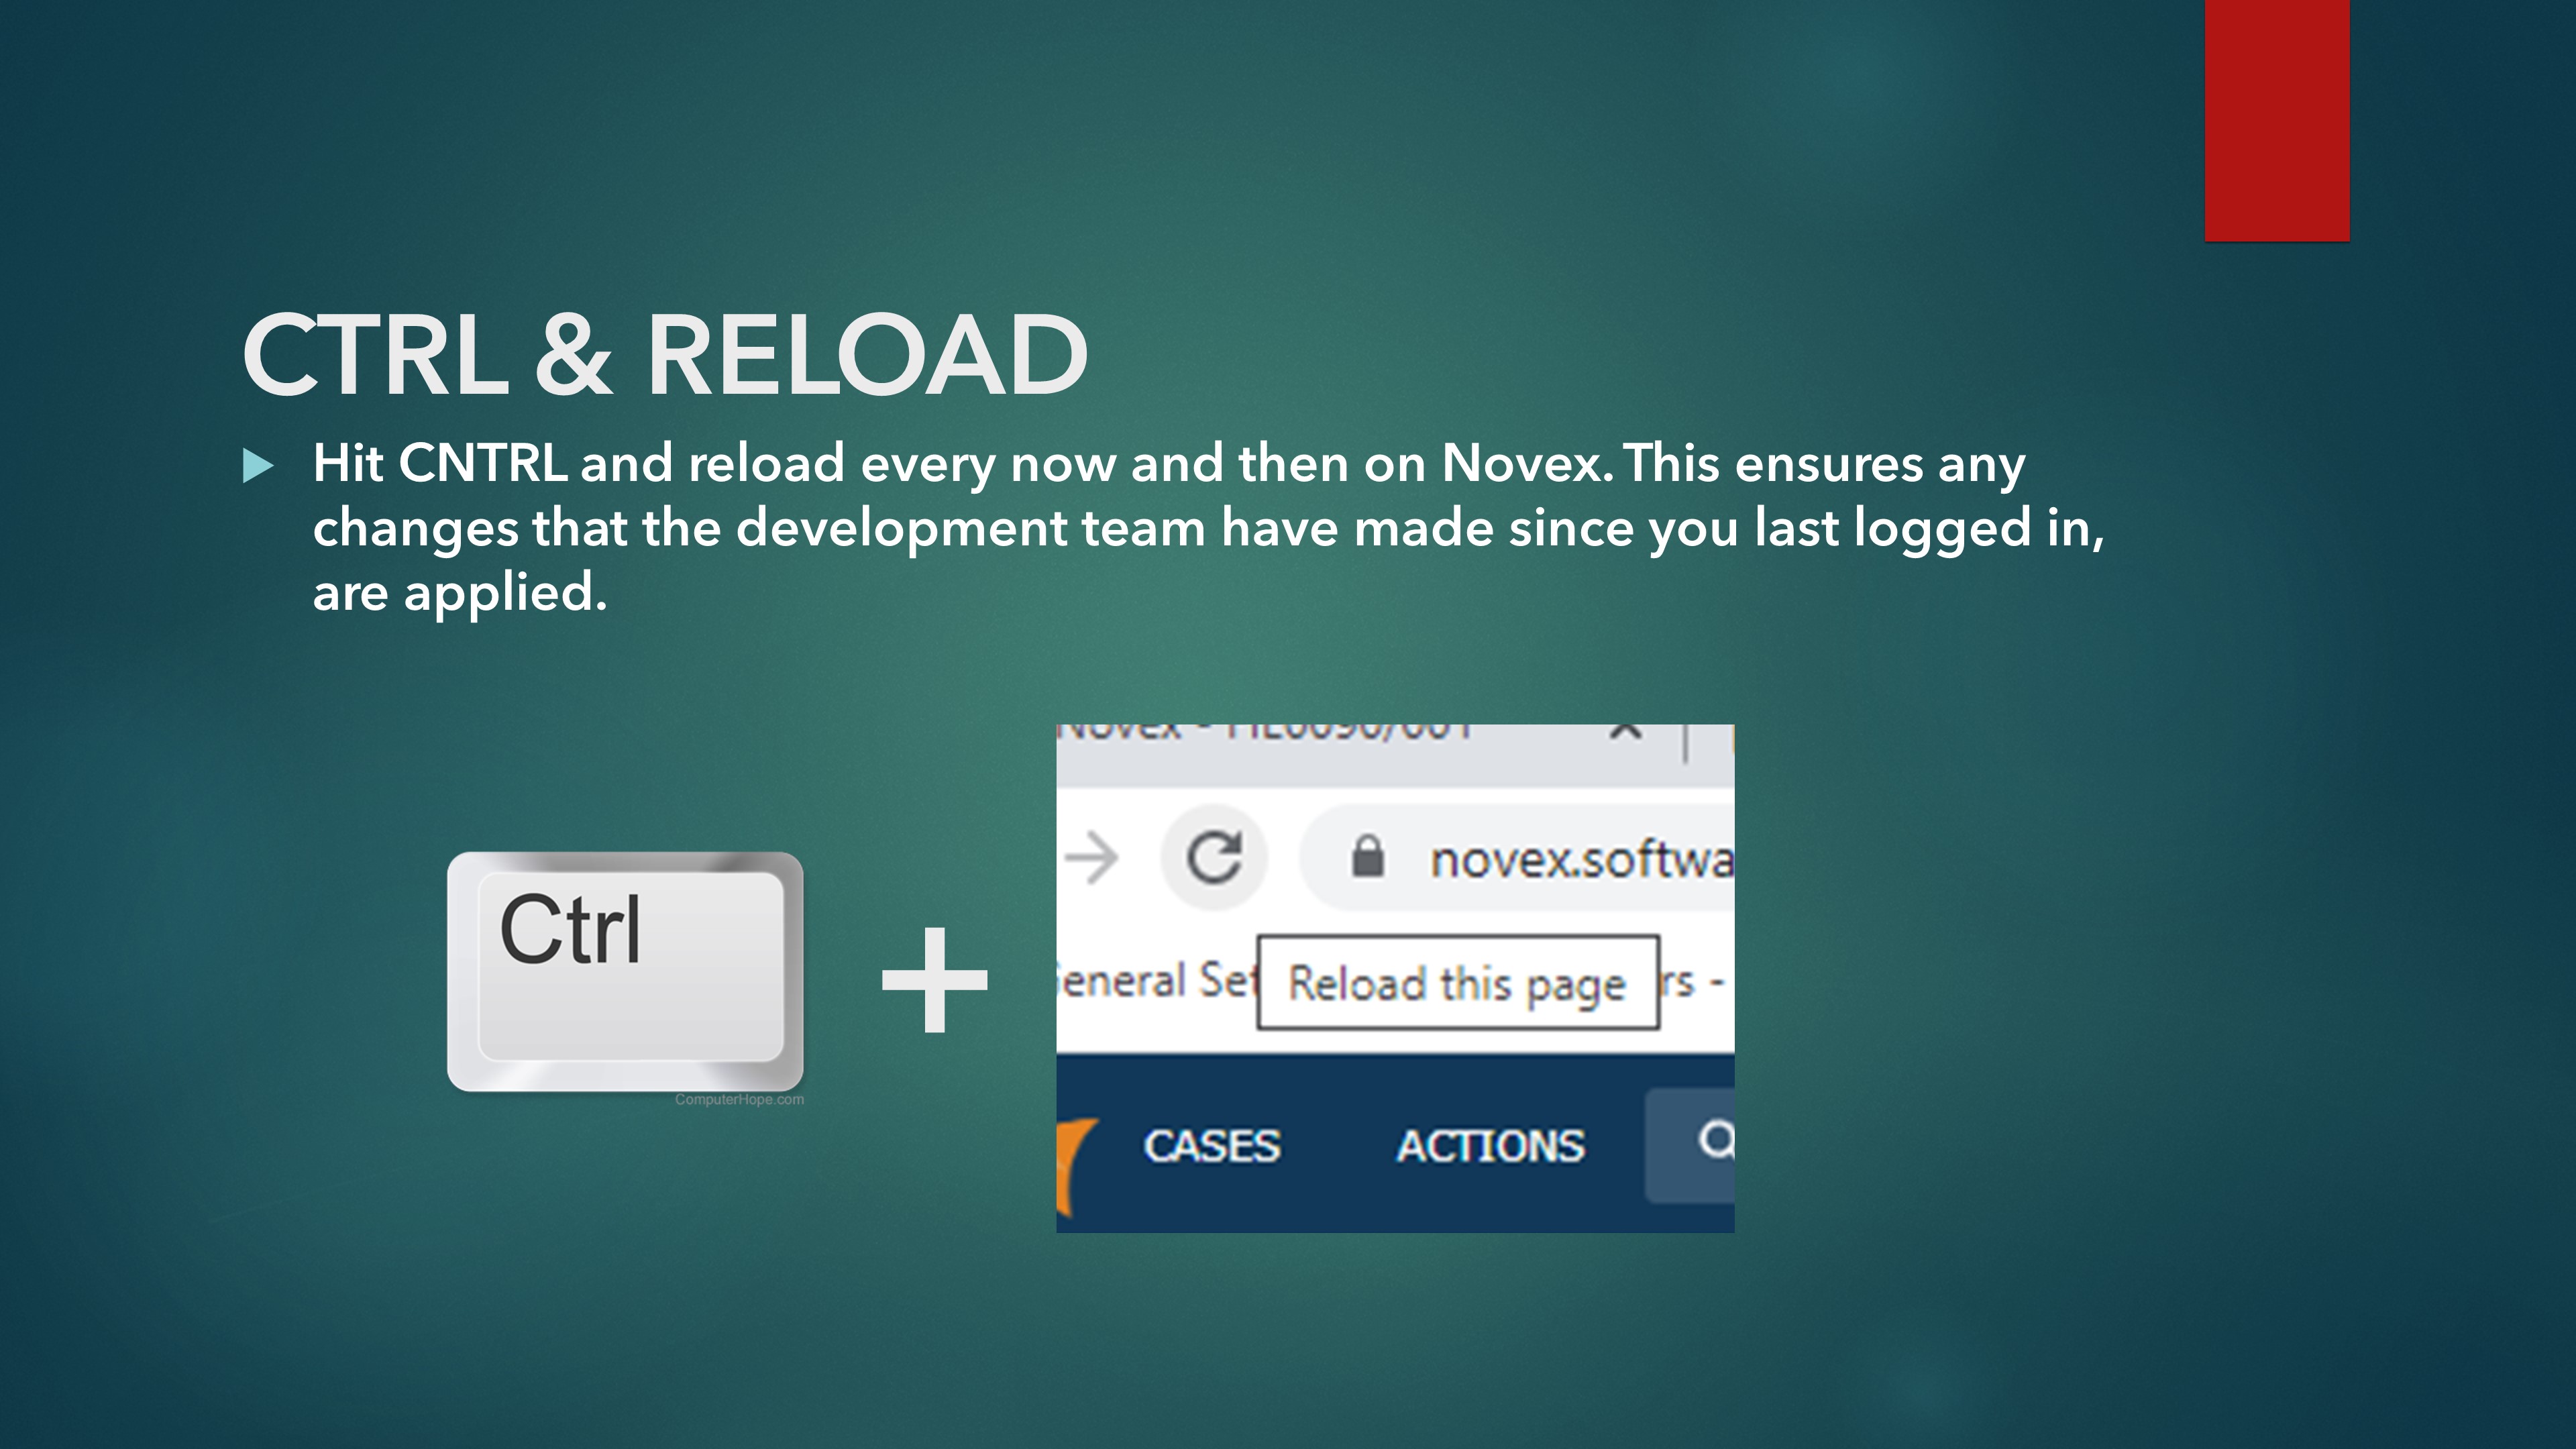 CTRL & RELOAD
Hit CNTRL and reload every now and then on Novex. This ensures any
changes that the development team have made since you last logged in,
are applied.
Novex -
novex.softwa
Ctrl
+
eneral Set
Reload this page
rs -
ComputerHope.com
CASES
ACTIONS